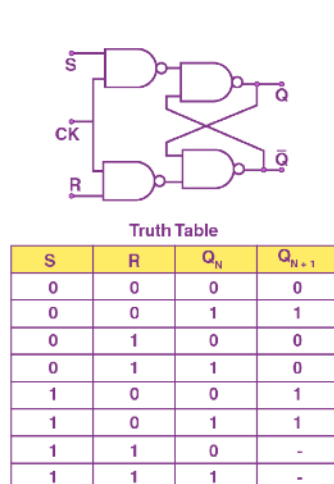 S
Q
CK
Q̅
R
Truth Table
S R Q_N Q_{N + 1}
0 0 0 0
0 0 1 1
0 1 0 0
0 1 1 0
1 0 0 1
1 0 1 1
1 1 0 -
1 1 1 -